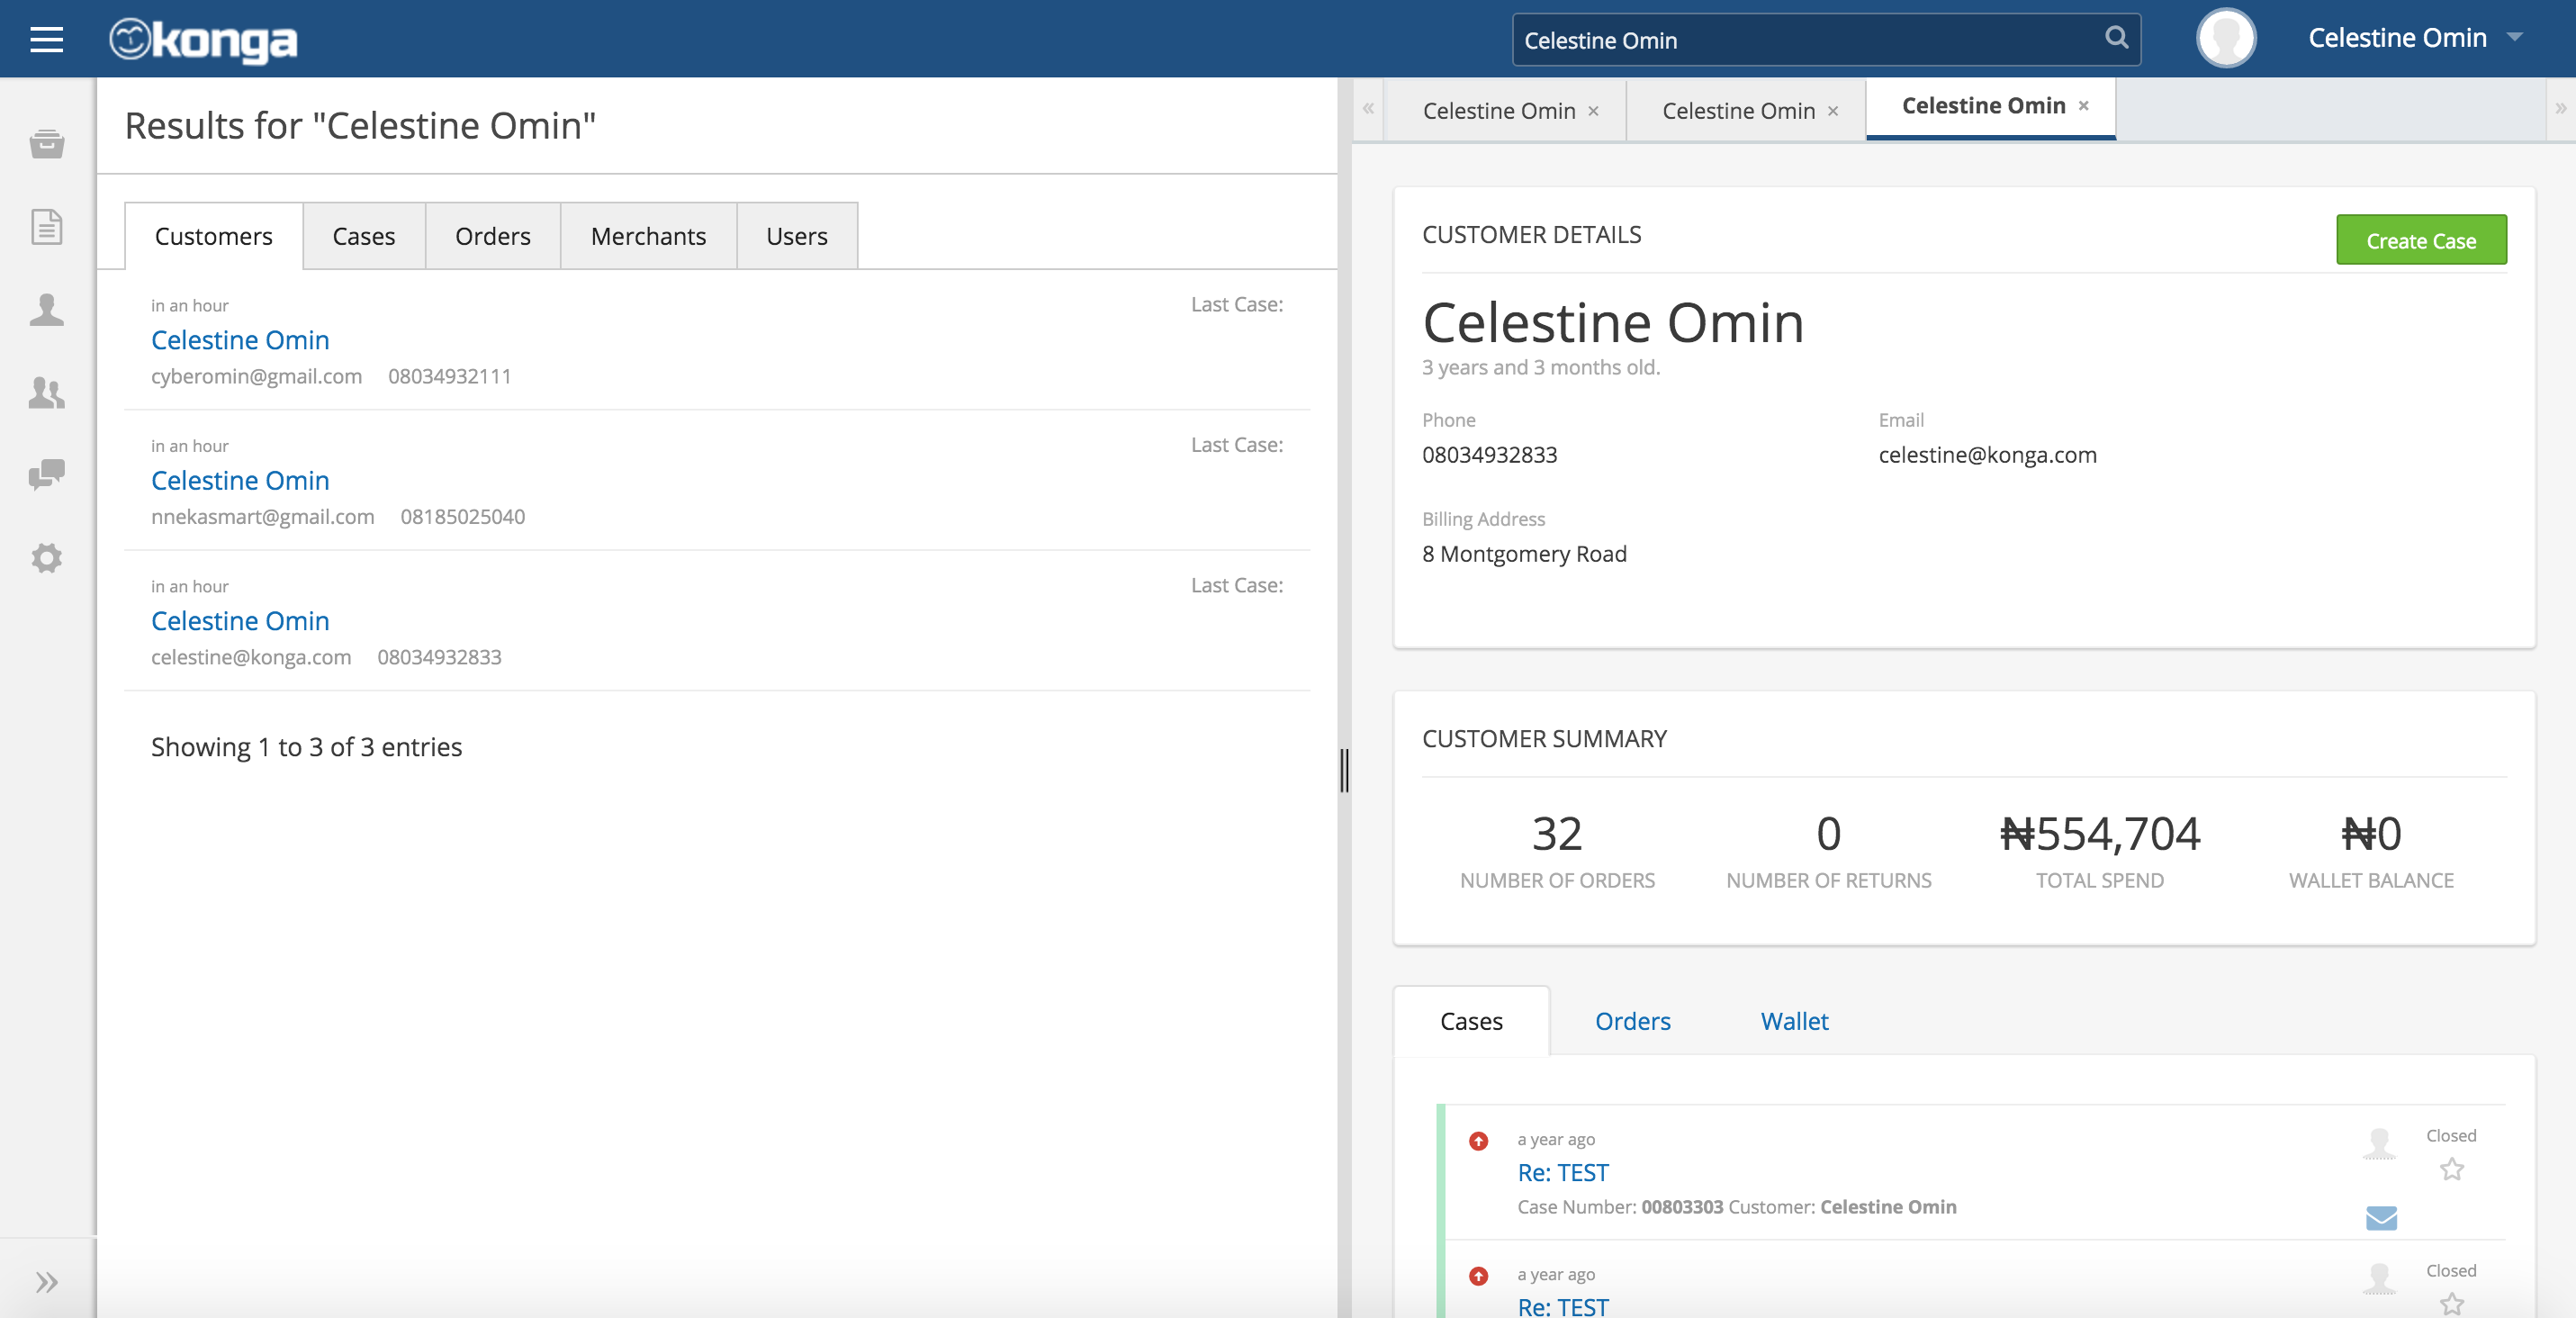 konga
Celestine Omin
Celestine Omin
Results for "Celestine Omin"
Customers
Cases
Orders
Merchants
Users
in an hour
Last Case:
Celestine Omin
cyberomin@gmail.com 08034932111
in an hour
Last Case:
Celestine Omin
nnekasmart@gmail.com 08185025040
in an hour
Last Case:
Celestine Omin
celestine@konga.com 08034932833
Showing 1 to 3 of 3 entries
« Celestine Omin × Celestine Omin × Celestine Omin × »
CUSTOMER DETAILS
Create Case
Celestine Omin
3 years and 3 months old.
Phone
08034932833
Email
celestine@konga.com
Billing Address
8 Montgomery Road
CUSTOMER SUMMARY
32
NUMBER OF ORDERS
0
NUMBER OF RETURNS
₦554,704
TOTAL SPEND
₦0
WALLET BALANCE
Cases
Orders
Wallet
a year ago
Closed
Re: TEST
Case Number: 00803303 Customer: Celestine Omin
a year ago
Closed
Re: TEST